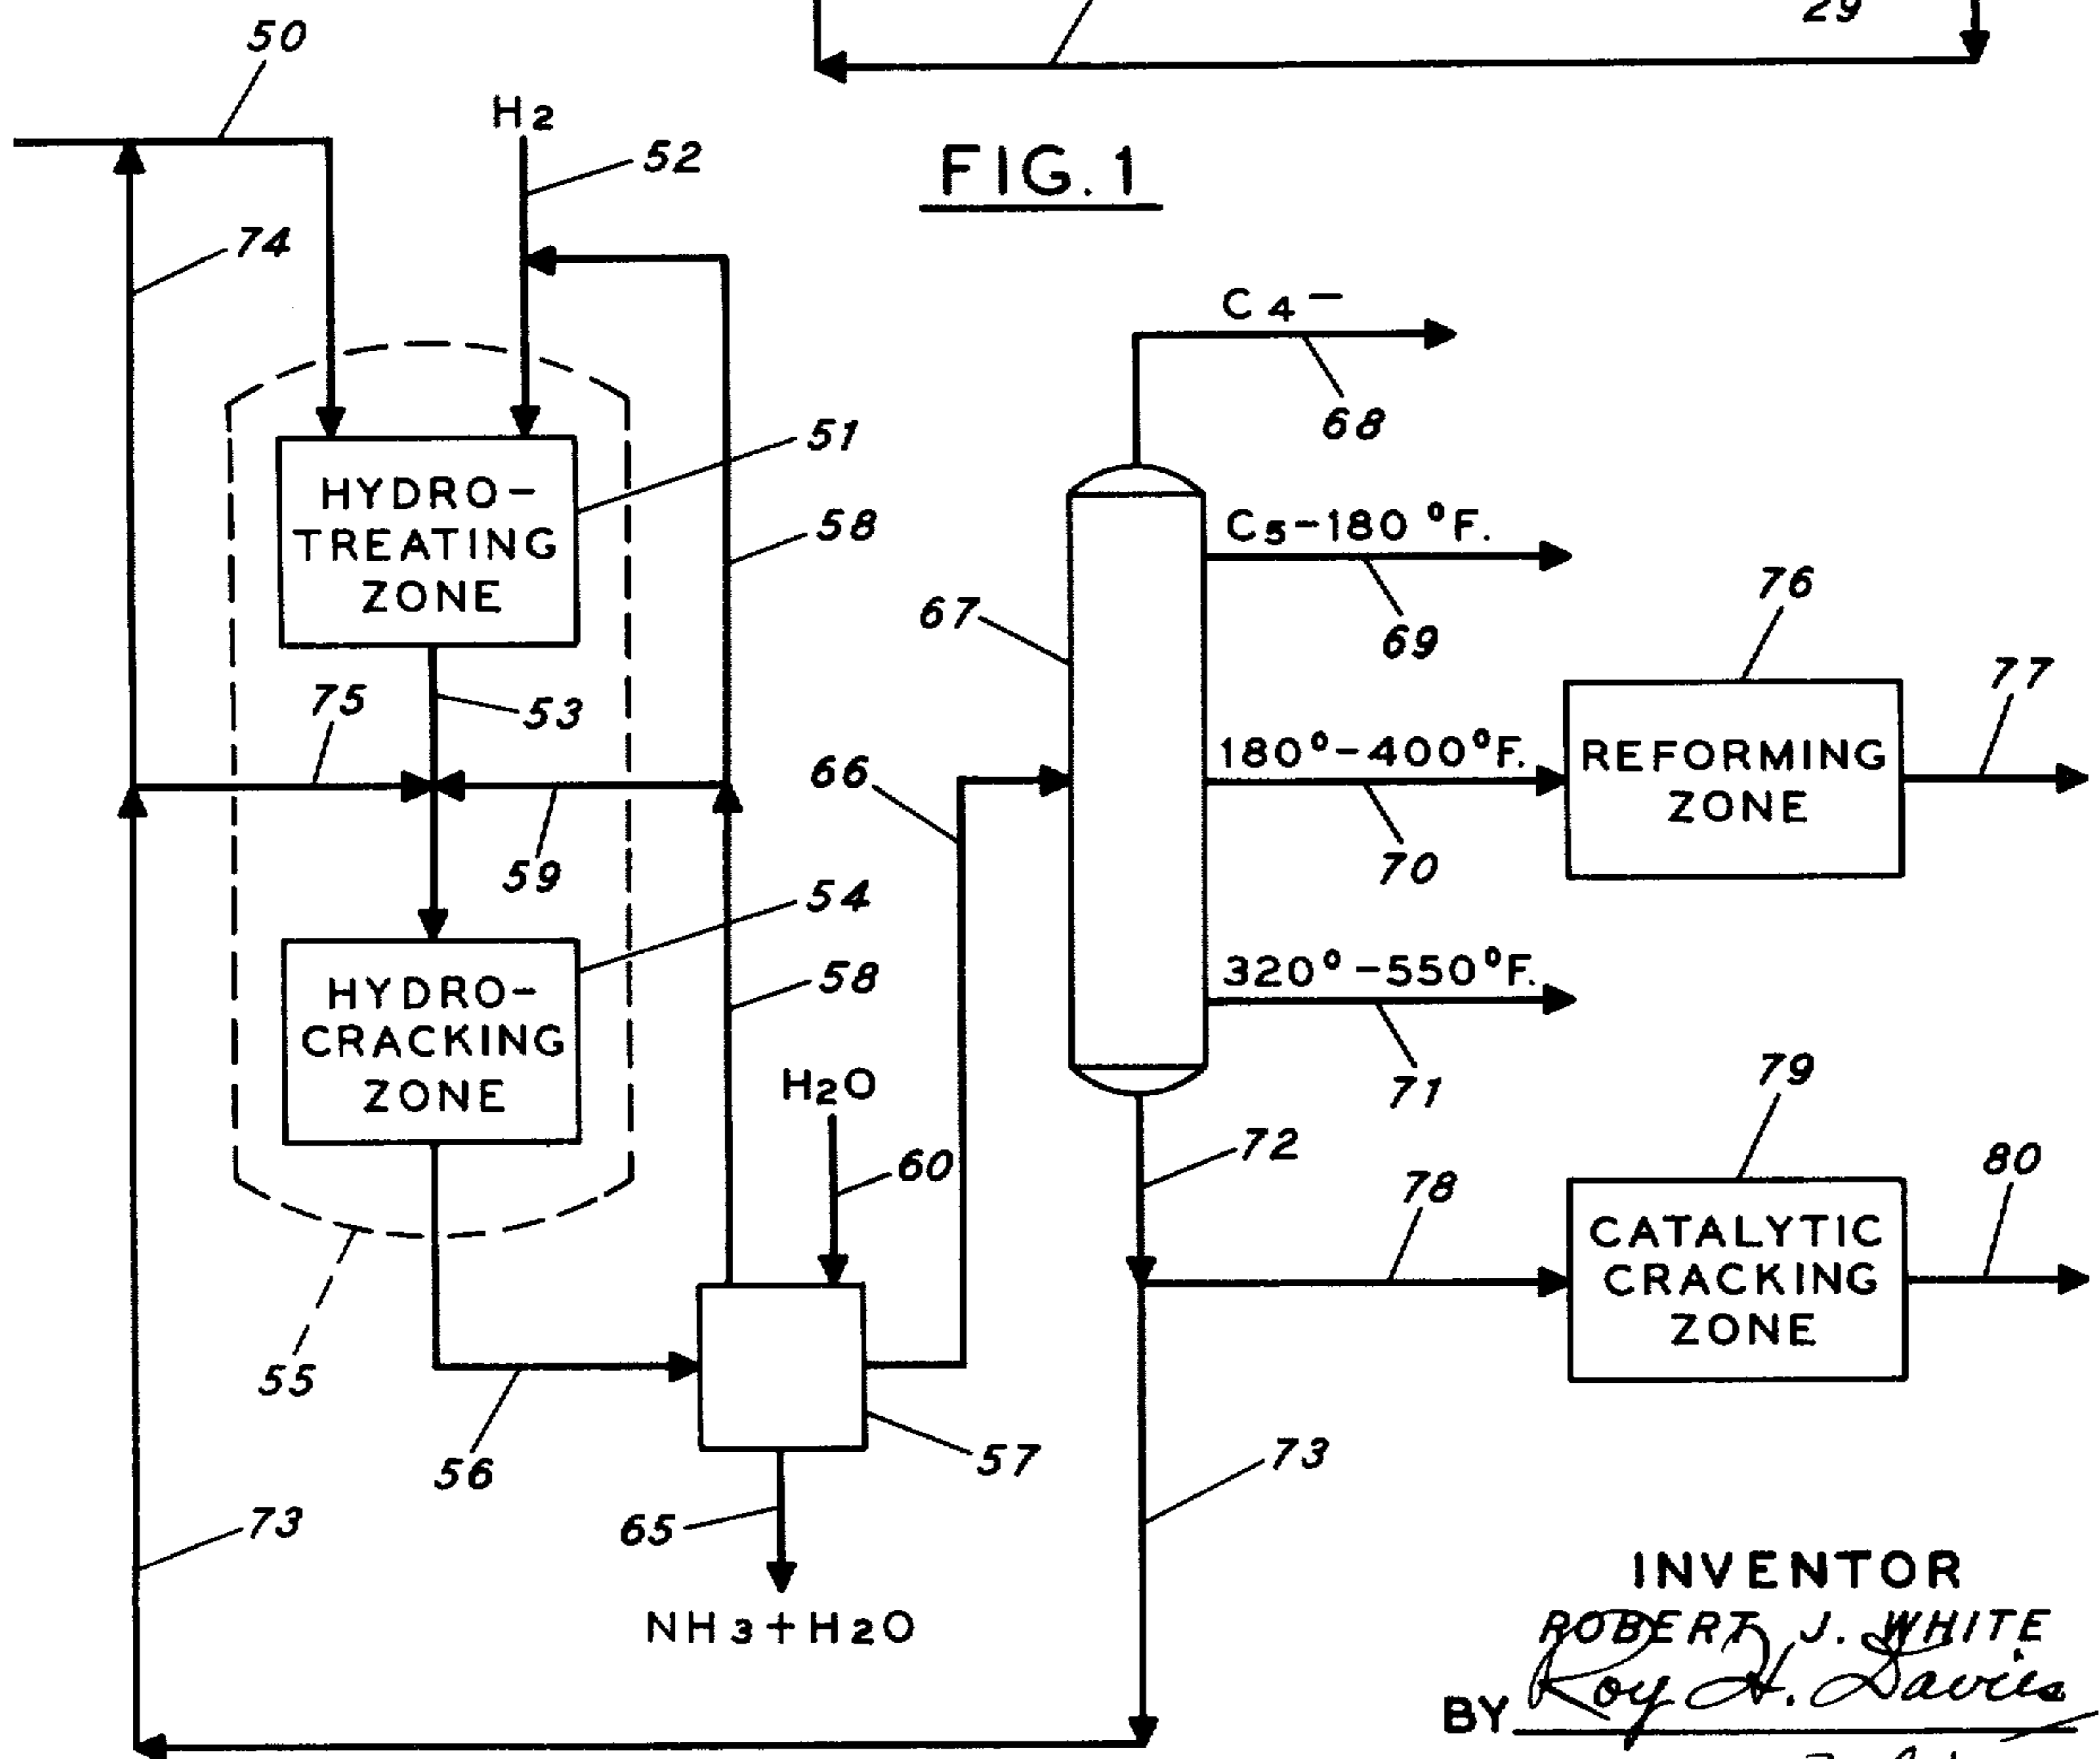 29
50
H2
52
FIG. 1
74
C4-
68
51
HYDRO-
TREATING
ZONE
58
C5-180 °F.
69
67
76
77
75
53
180°-400°F.
REFORMING
ZONE
66
70
59
54
58
320°-550°F.
71
HYDRO-
CRACKING
ZONE
H2O
79
72
60
78
80
CATALYTIC
CRACKING
ZONE
55
56
57
73
73
65
NH3+H2O
INVENTOR
ROBERT J. WHITE
BY Roy H. Davies